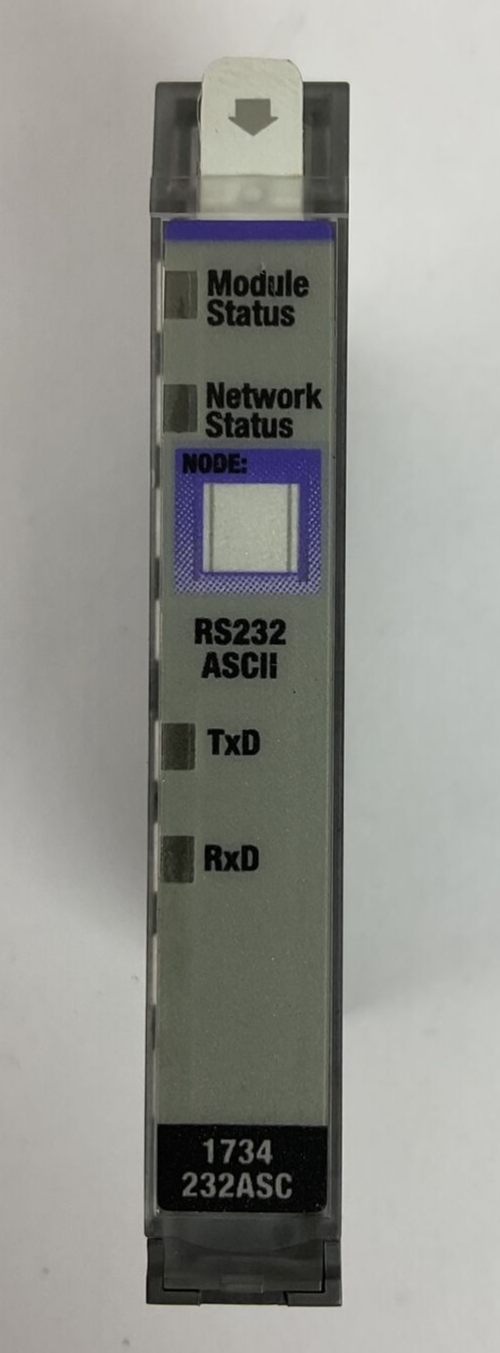 Module
Status
Network
Status
NODE:
RS232
ASCII
TxD
RxD
1734
232ASC